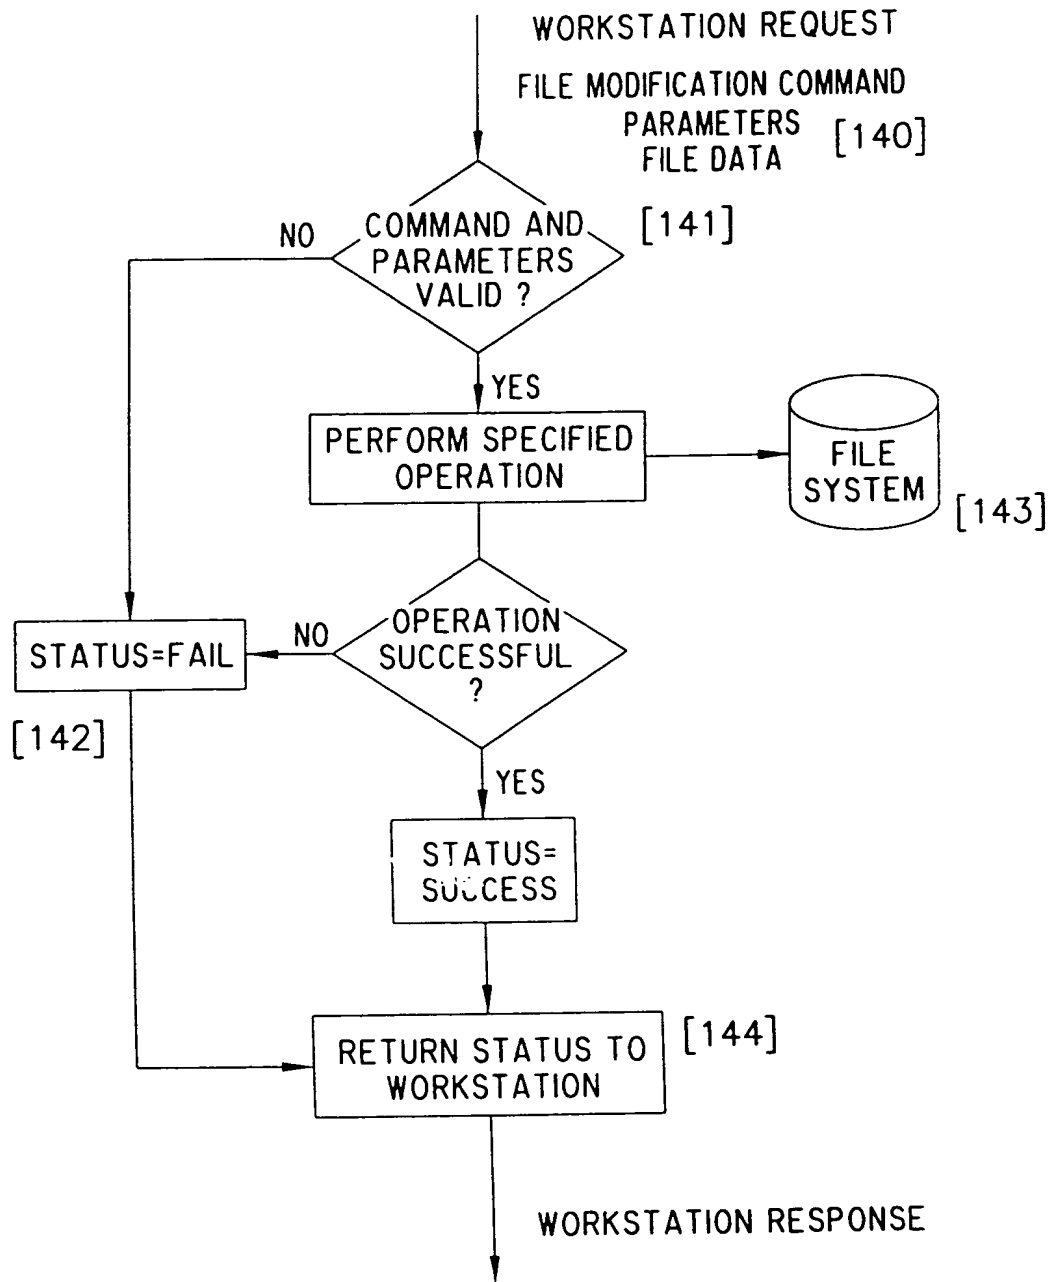 WORKSTATION REQUEST
FILE MODIFICATION COMMAND
PARAMETERS
FILE DATA
[140]
COMMAND AND
PARAMETERS
VALID ?
[141]
NO
YES
PERFORM SPECIFIED
OPERATION
FILE
SYSTEM
[143]
OPERATION
SUCCESSFUL
?
NO
STATUS=FAIL
[142]
YES
STATUS=
SUCCESS
RETURN STATUS TO
WORKSTATION
[144]
WORKSTATION RESPONSE